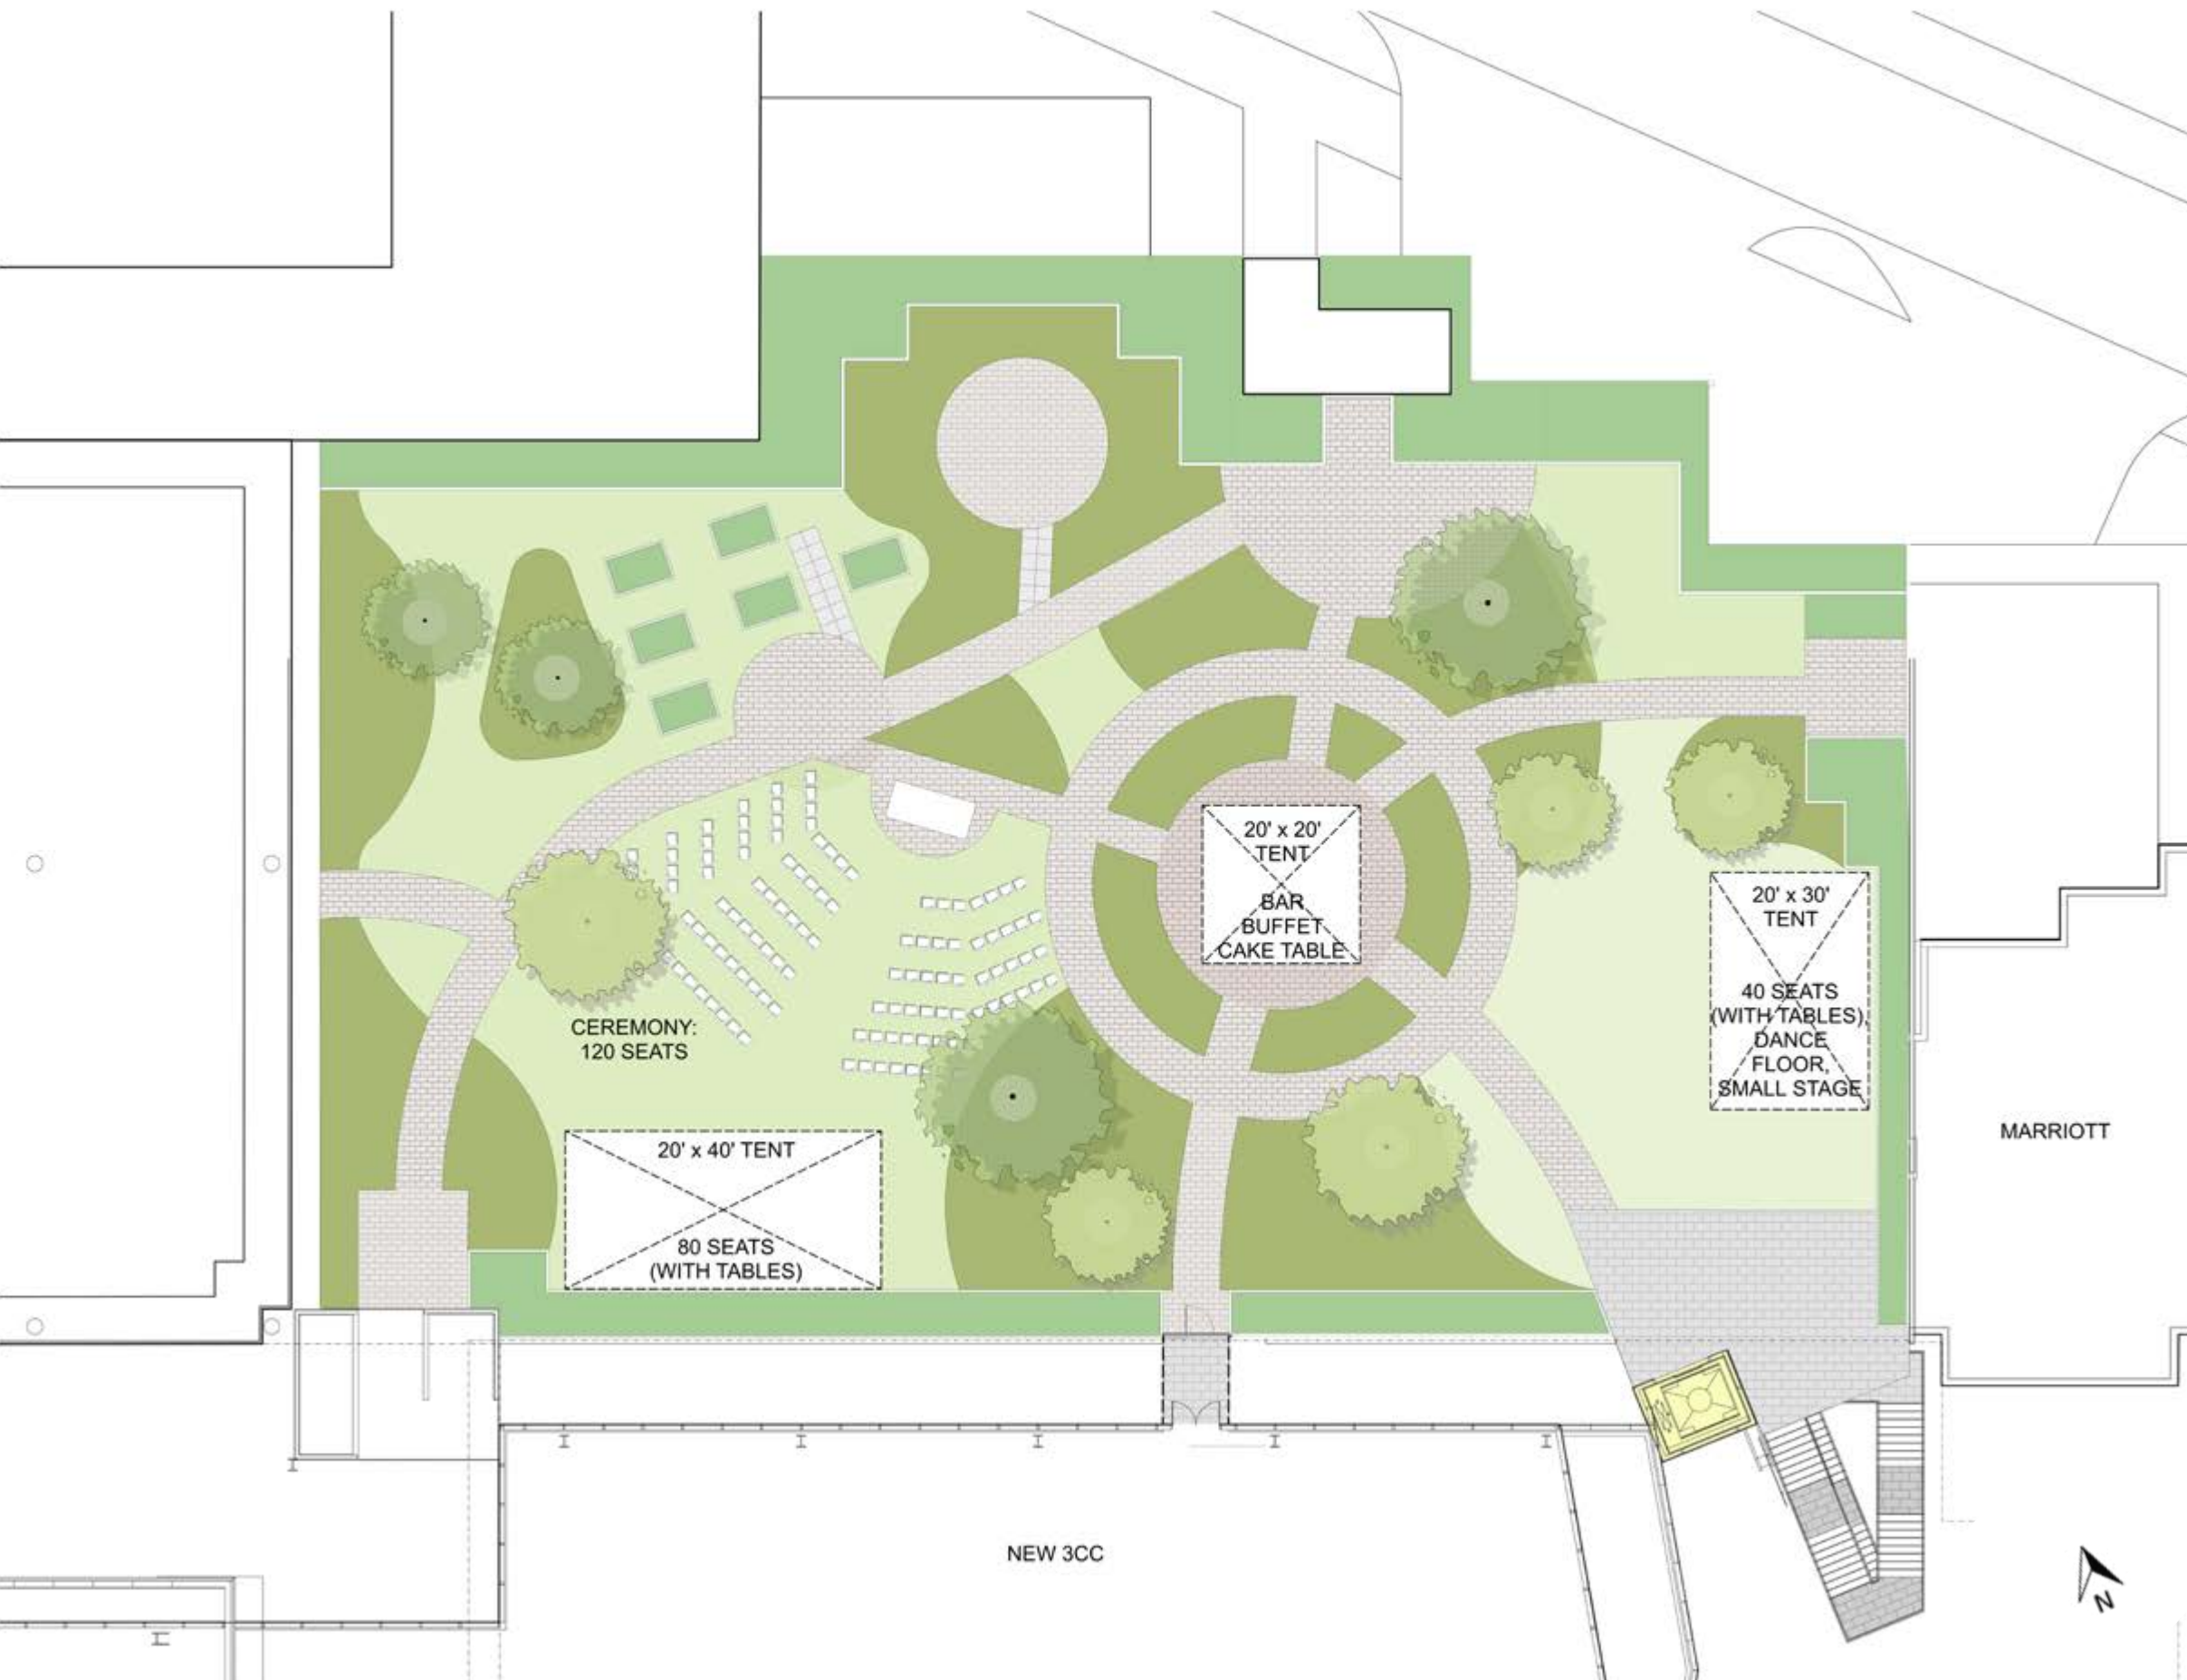 20' x 20'
TENT
BAR
BUFFET
CAKE TABLE
20' x 30'
TENT
40 SEATS
(WITH TABLES),
DANCE
FLOOR,
SMALL STAGE
CEREMONY:
120 SEATS
20' x 40' TENT
80 SEATS
(WITH TABLES)
MARRIOTT
NEW 3CC
N